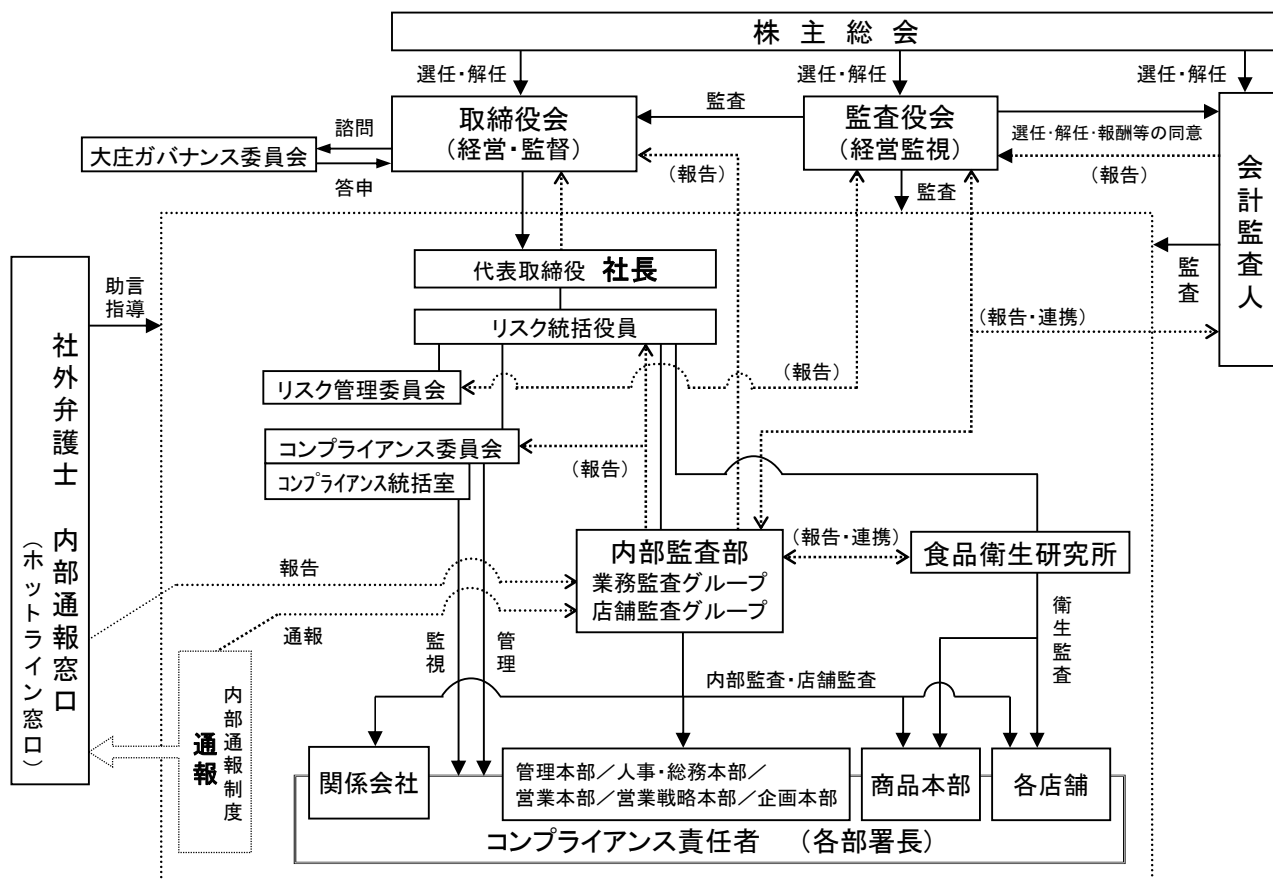 株主総会
選任・解任
選任・解任
選任・解任
取締役会
（経営・監督）
監査
監査役会
（経営監視）
選任・解任・報酬等の同意
（報告）
会計監査人
諮問
大庄ガバナンス委員会
答申
（報告）
監査
監査
代表取締役 社長
助言
指導
リスク統括役員
（報告・連携）
（報告）
リスク管理委員会
コンプライアンス委員会
（報告）
コンプライアンス統括室
社外弁護士 内部通報窓口
（ホットライン窓口）
内部監査部
業務監査グループ
店舗監査グループ
（報告・連携）
食品衛生研究所
報告
通報
監視
管理
衛生監査
内部監査・店舗監査
内部通報制度
通報
関係会社
管理本部／人事・総務本部／
営業本部／営業戦略本部／企画本部
商品本部
各店舗
コンプライアンス責任者 （各部署長）